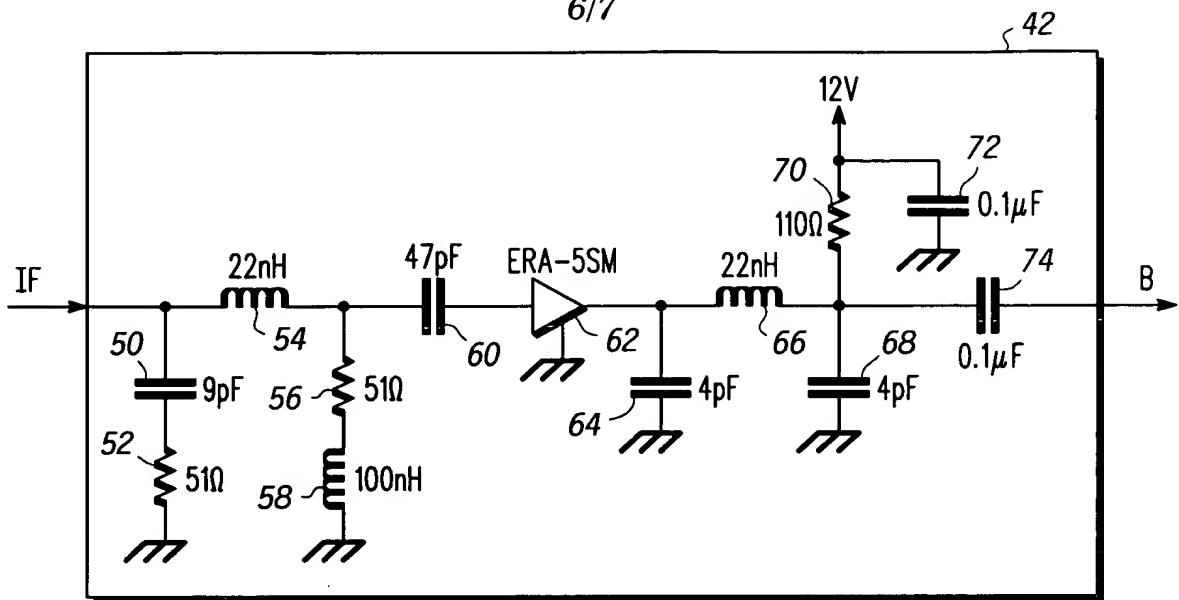 6/7
42
12V
72
70
0.1μF
110Ω
74
47pF
ERA-5SM
22nH
22nH
IF
B
54
60
62
66
68
0.1μF
50
9pF
56
51Ω
4pF
4pF
64
52
51Ω
58
100nH